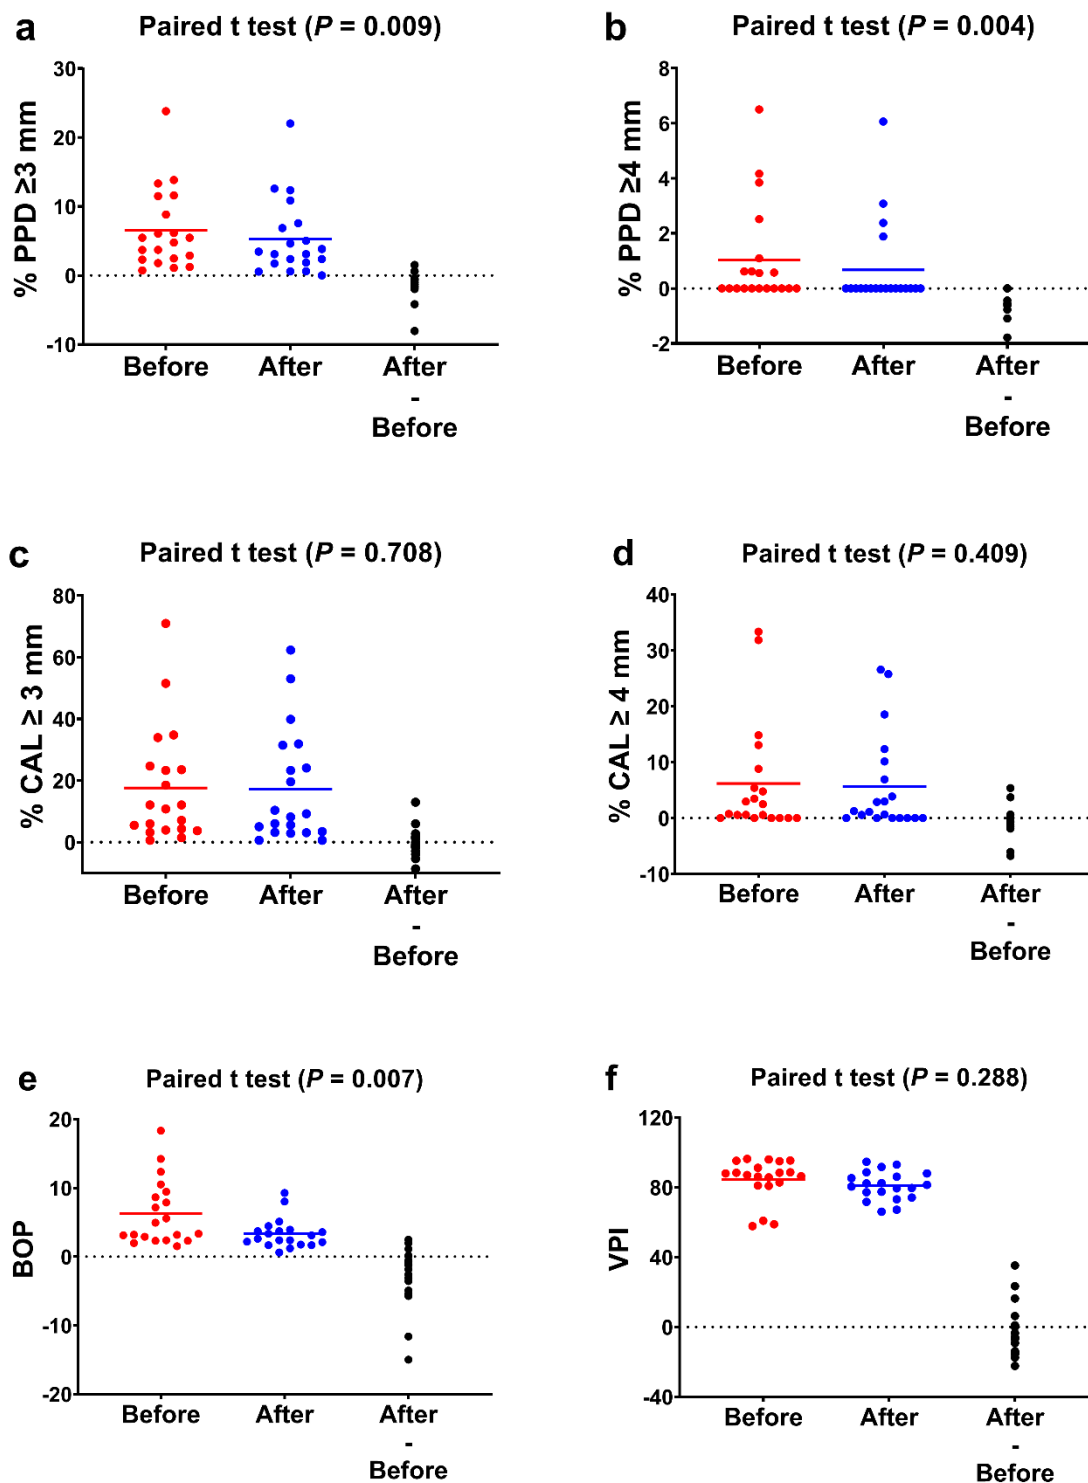 a
Paired t test (P = 0.009)
% PPD ≥3 mm
30
20
10
0
-10
Before
After
After
-
Before
b
Paired t test (P = 0.004)
% PPD ≥4 mm
8
6
4
2
0
-2
Before
After
After
-
Before
c
Paired t test (P = 0.708)
% CAL ≥ 3 mm
80
60
40
20
0
Before
After
After
-
Before
d
Paired t test (P = 0.409)
% CAL ≥ 4 mm
40
30
20
10
0
-10
Before
After
After
-
Before
e
Paired t test (P = 0.007)
BOP
20
10
0
-10
-20
Before
After
After
-
Before
f
Paired t test (P = 0.288)
VPI
120
80
40
0
-40
Before
After
After
-
Before